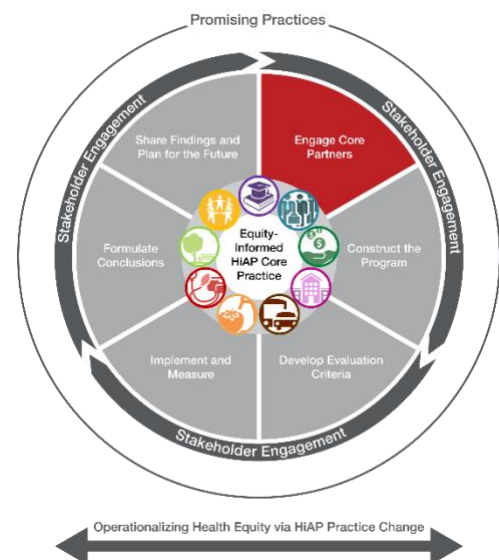 Promising Practices
Stakeholder Engagement
Stakeholder Engagement
Share Findings and
Plan for the Future
Engage Core
Partners
Equity-
Informed
HiAP Core
Practice
Formulate
Conclusions
Construct the
Program
Implement and
Measure
Develop Evaluation
Criteria
Stakeholder Engagement
Operationalizing Health Equity via HiAP Practice Change